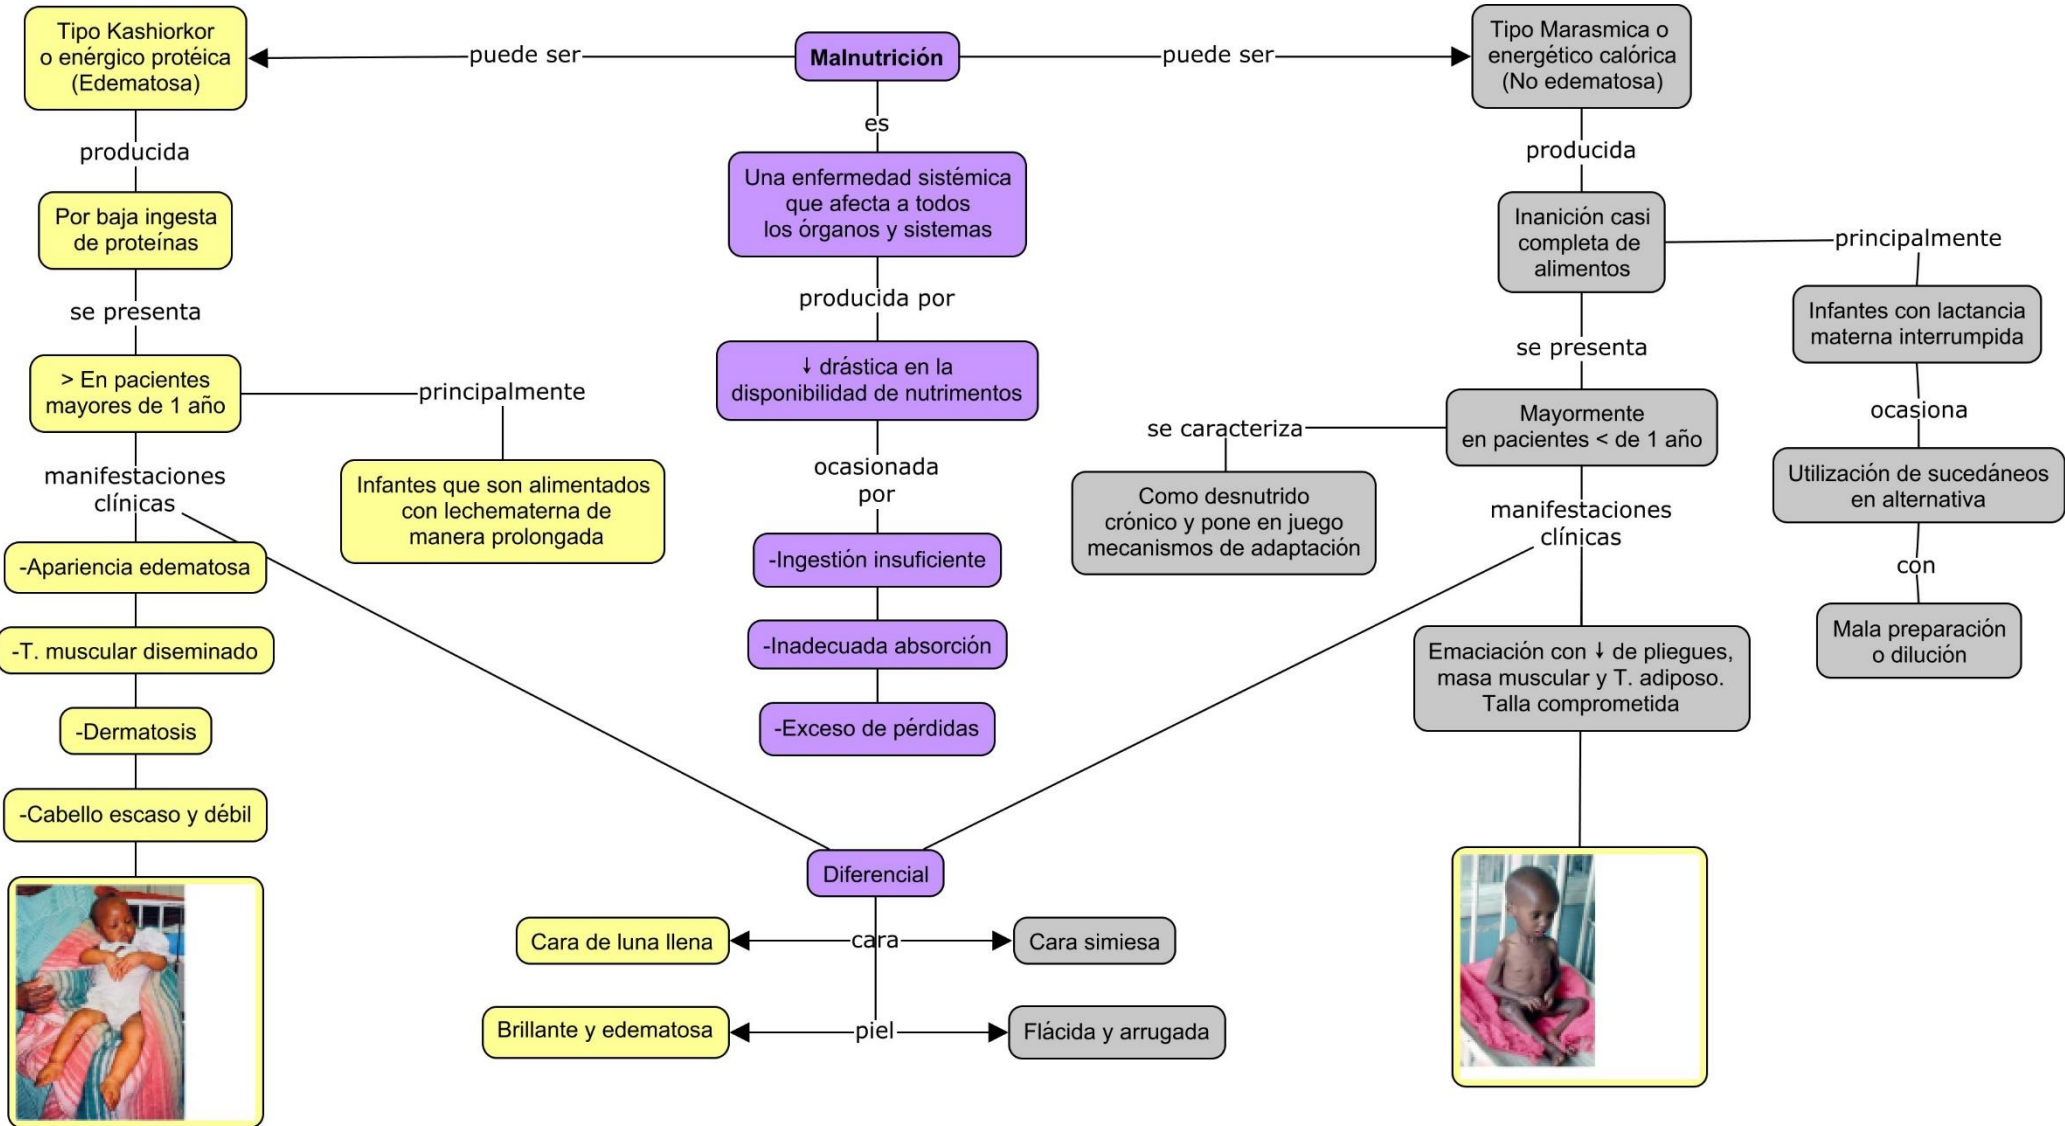 Tipo Kashiorkor
o enérgico protéica
(Edematosa)
puede ser
Malnutrición
puede ser
Tipo Marasmica o
energético calórica
(No edematosa)
producida
Por baja ingesta
de proteínas
se presenta
> En pacientes
mayores de 1 año
principalmente
Infantes que son alimentados
con lechematerna de
manera prolongada
manifestaciones
clínicas
-Apariencia edematosa
-T. muscular diseminado
-Dermatosis
-Cabello escaso y débil
es
Una enfermedad sistémica
que afecta a todos
los órganos y sistemas
producida por
↓ drástica en la
disponibilidad de nutrimentos
ocasionada
por
-Ingestión insuficiente
-Inadecuada absorción
-Exceso de pérdidas
producida
Inanición casi
completa de
alimentos
principalmente
Infantes con lactancia
materna interrumpida
ocasiona
Utilización de sucedáneos
en alternativa
con
Mala preparación
o dilución
se presenta
Mayormente
en pacientes < de 1 año
se caracteriza
Como desnutrido
crónico y pone en juego
mecanismos de adaptación
manifestaciones
clínicas
Emaciación con ↓ de pliegues,
masa muscular y T. adiposo.
Talla comprometida
Diferencial
Cara de luna llena
cara
Cara simiesa
Brillante y edematosa
piel
Flácida y arrugada